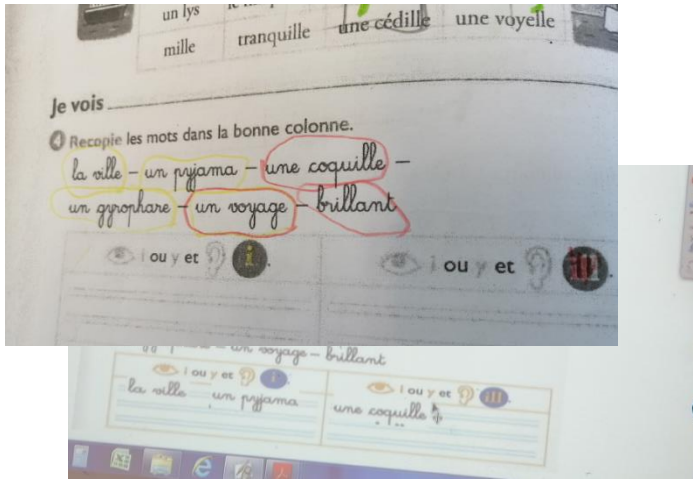 un lys
mille tranquille une cédille une voyelle
Je vois
4 Recopie les mots dans la bonne colonne.
la ville – un pyjama – une coquille –
un gyrophare – un voyage – brillant
i ou y et i.
i ou y et ill.
un voyage – brillant
i ou y et i.
la ville un pyjama
i ou y et ill.
une coquille